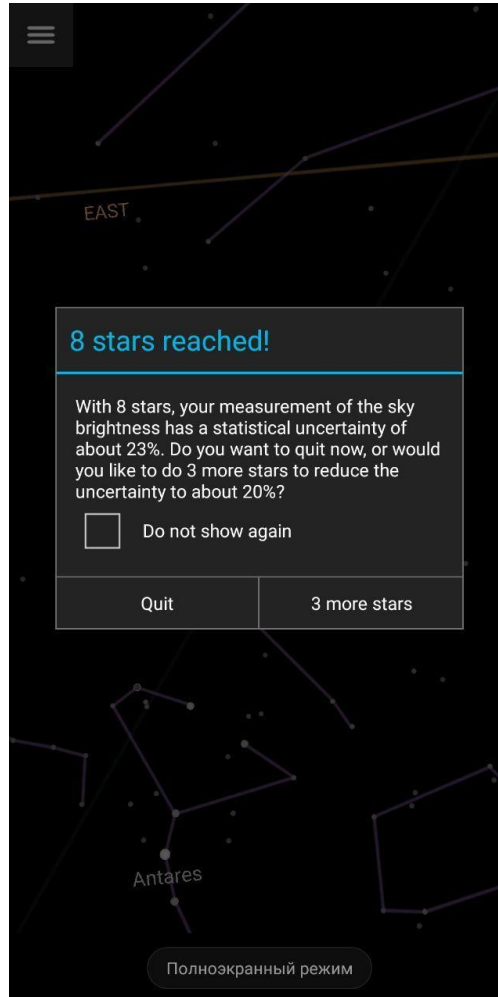 EAST
8 stars reached!
With 8 stars, your measurement of the sky
brightness has a statistical uncertainty of
about 23%. Do you want to quit now, or would
you like to do 3 more stars to reduce the
uncertainty to about 20%?
Do not show again
Quit
3 more stars
Antares
Полноэкранный режим